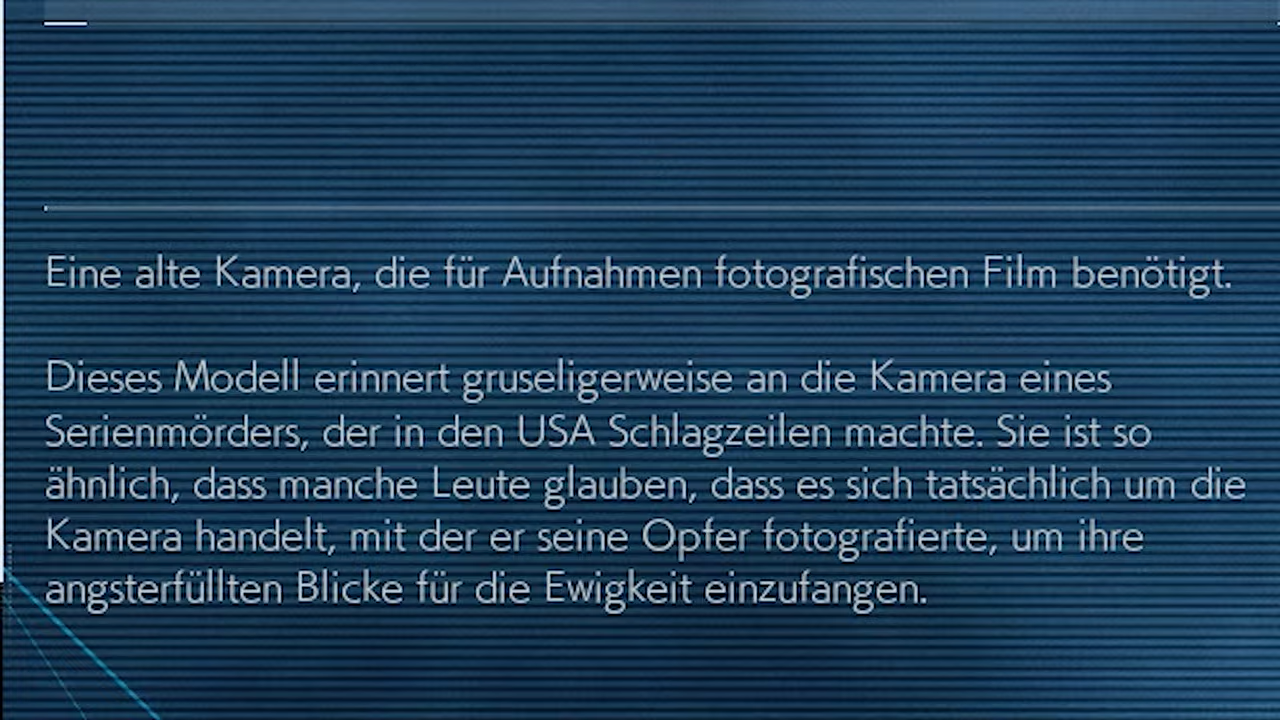 Eine alte Kamera, die für Aufnahmen fotografischen Film benötigt.
Dieses Modell erinnert gruseligerweise an die Kamera eines
Serienmörders, der in den USA Schlagzeilen machte. Sie ist so
ähnlich, dass manche Leute glauben, dass es sich tatsächlich um die
Kamera handelt, mit der er seine Opfer fotografierte, um ihre
angsterfüllten Blicke für die Ewigkeit einzufangen.